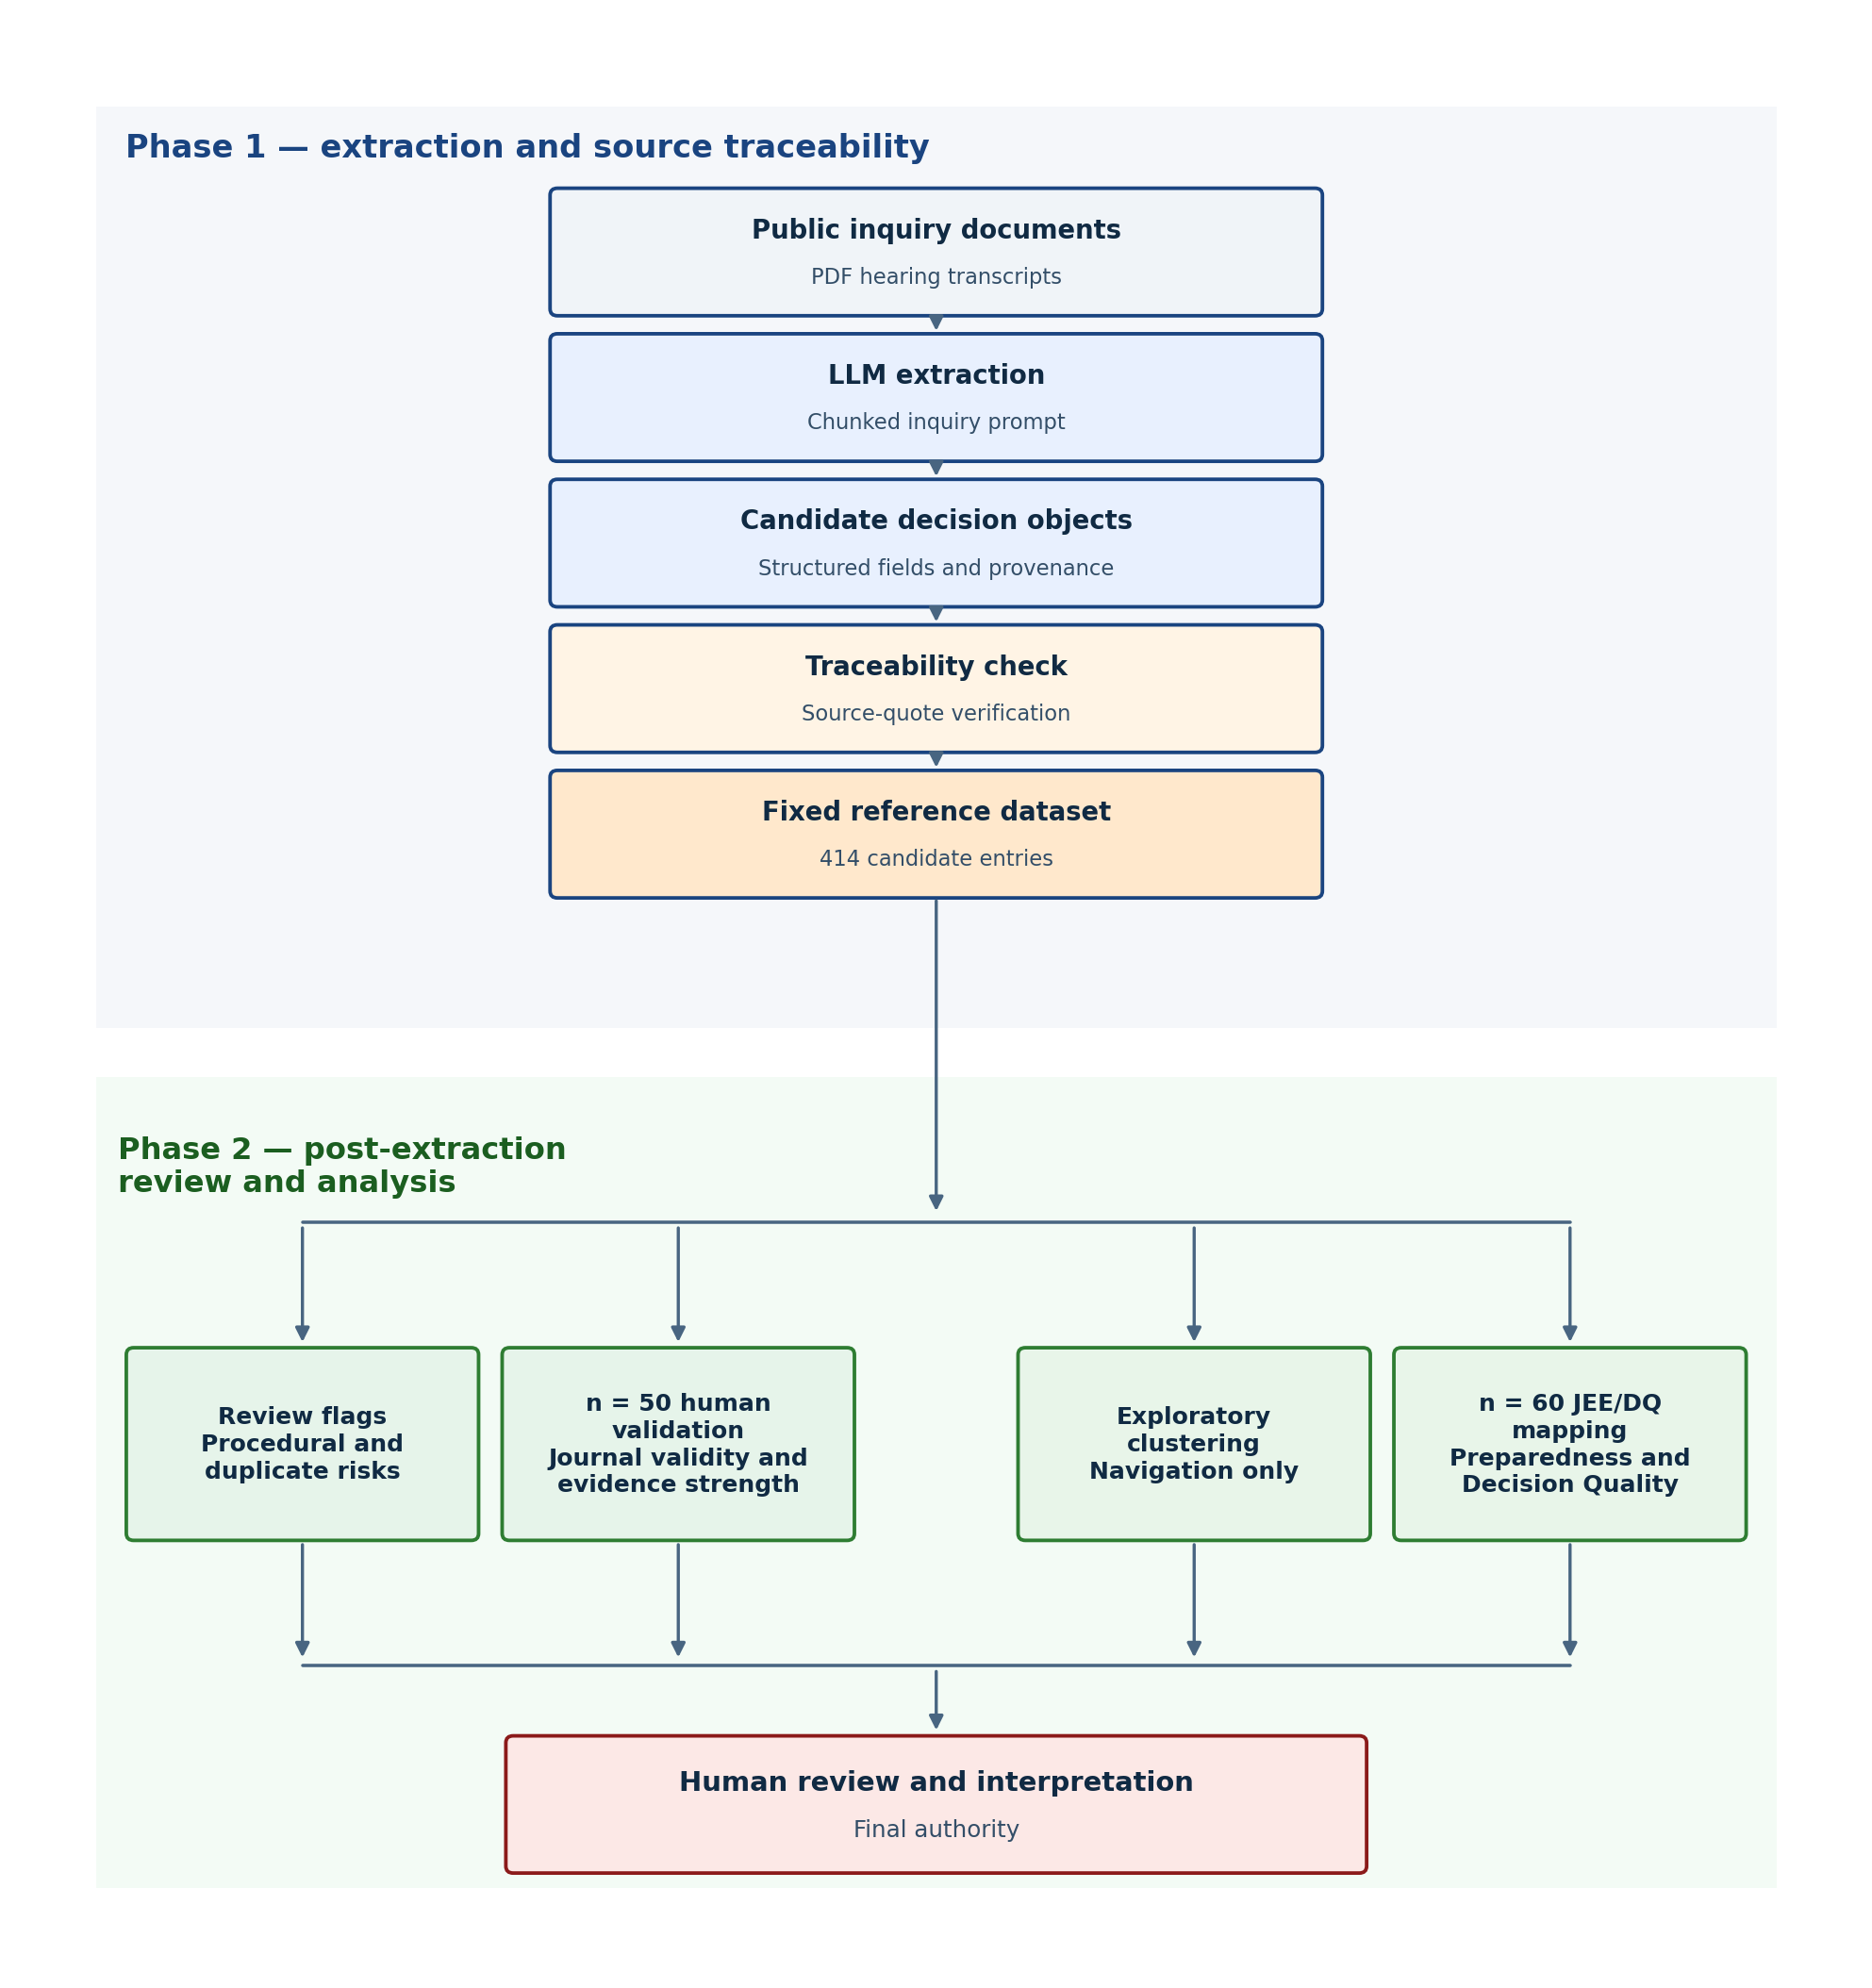 Phase 1 — extraction and source traceability
Public inquiry documents
PDF hearing transcripts
LLM extraction
Chunked inquiry prompt
Candidate decision objects
Structured fields and provenance
Traceability check
Source-quote verification
Fixed reference dataset
414 candidate entries
Phase 2 — post-extraction
review and analysis
Review flags
Procedural and
duplicate risks
n = 50 human
validation
Journal validity and
evidence strength
Exploratory
clustering
Navigation only
n = 60 JEE/DQ
mapping
Preparedness and
Decision Quality
Human review and interpretation
Final authority